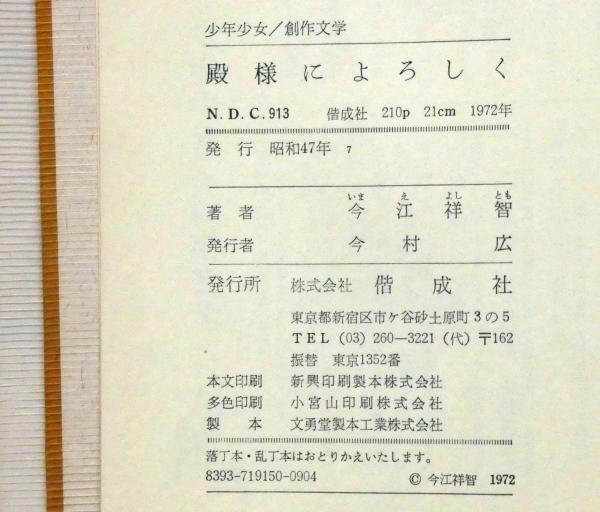 少年少女/創作文学
殿様によろしく
N.D.C.913 偕成社 210p 21cm 1972年
発行 昭和47年 7
いま え よし とも
著者 今江祥智
発行者 今村広
発行所 株式会社 偕成社
東京都新宿区市ケ谷砂土原町3の5
TEL (03) 260―3221 (代) 〒162
振替 東京1352番
本文印刷 新興印刷製本株式会社
多色印刷 小宮山印刷株式会社
製本 文勇堂製本工業株式会社
落丁本・乱丁本はおとりかえいたします。
8393-719150-0904 © 今江祥智 1972